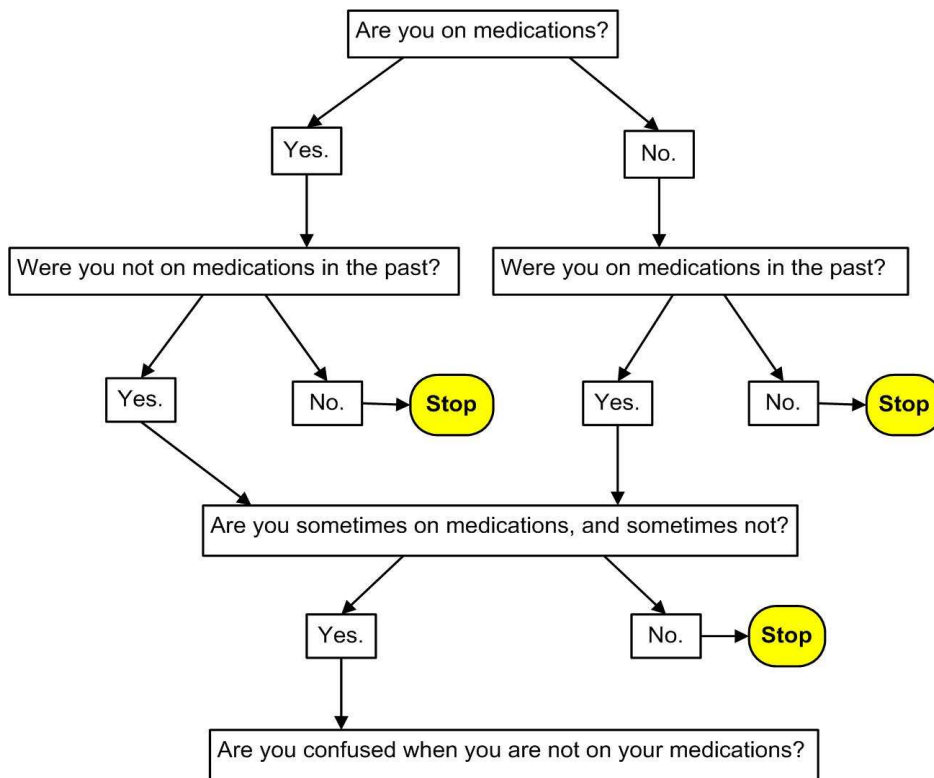 Are you on medications?
Yes.
No.
Were you not on medications in the past?
Were you on medications in the past?
Yes.
No.
Stop
Yes.
No.
Stop
Are you sometimes on medications, and sometimes not?
Yes.
No.
Stop
Are you confused when you are not on your medications?